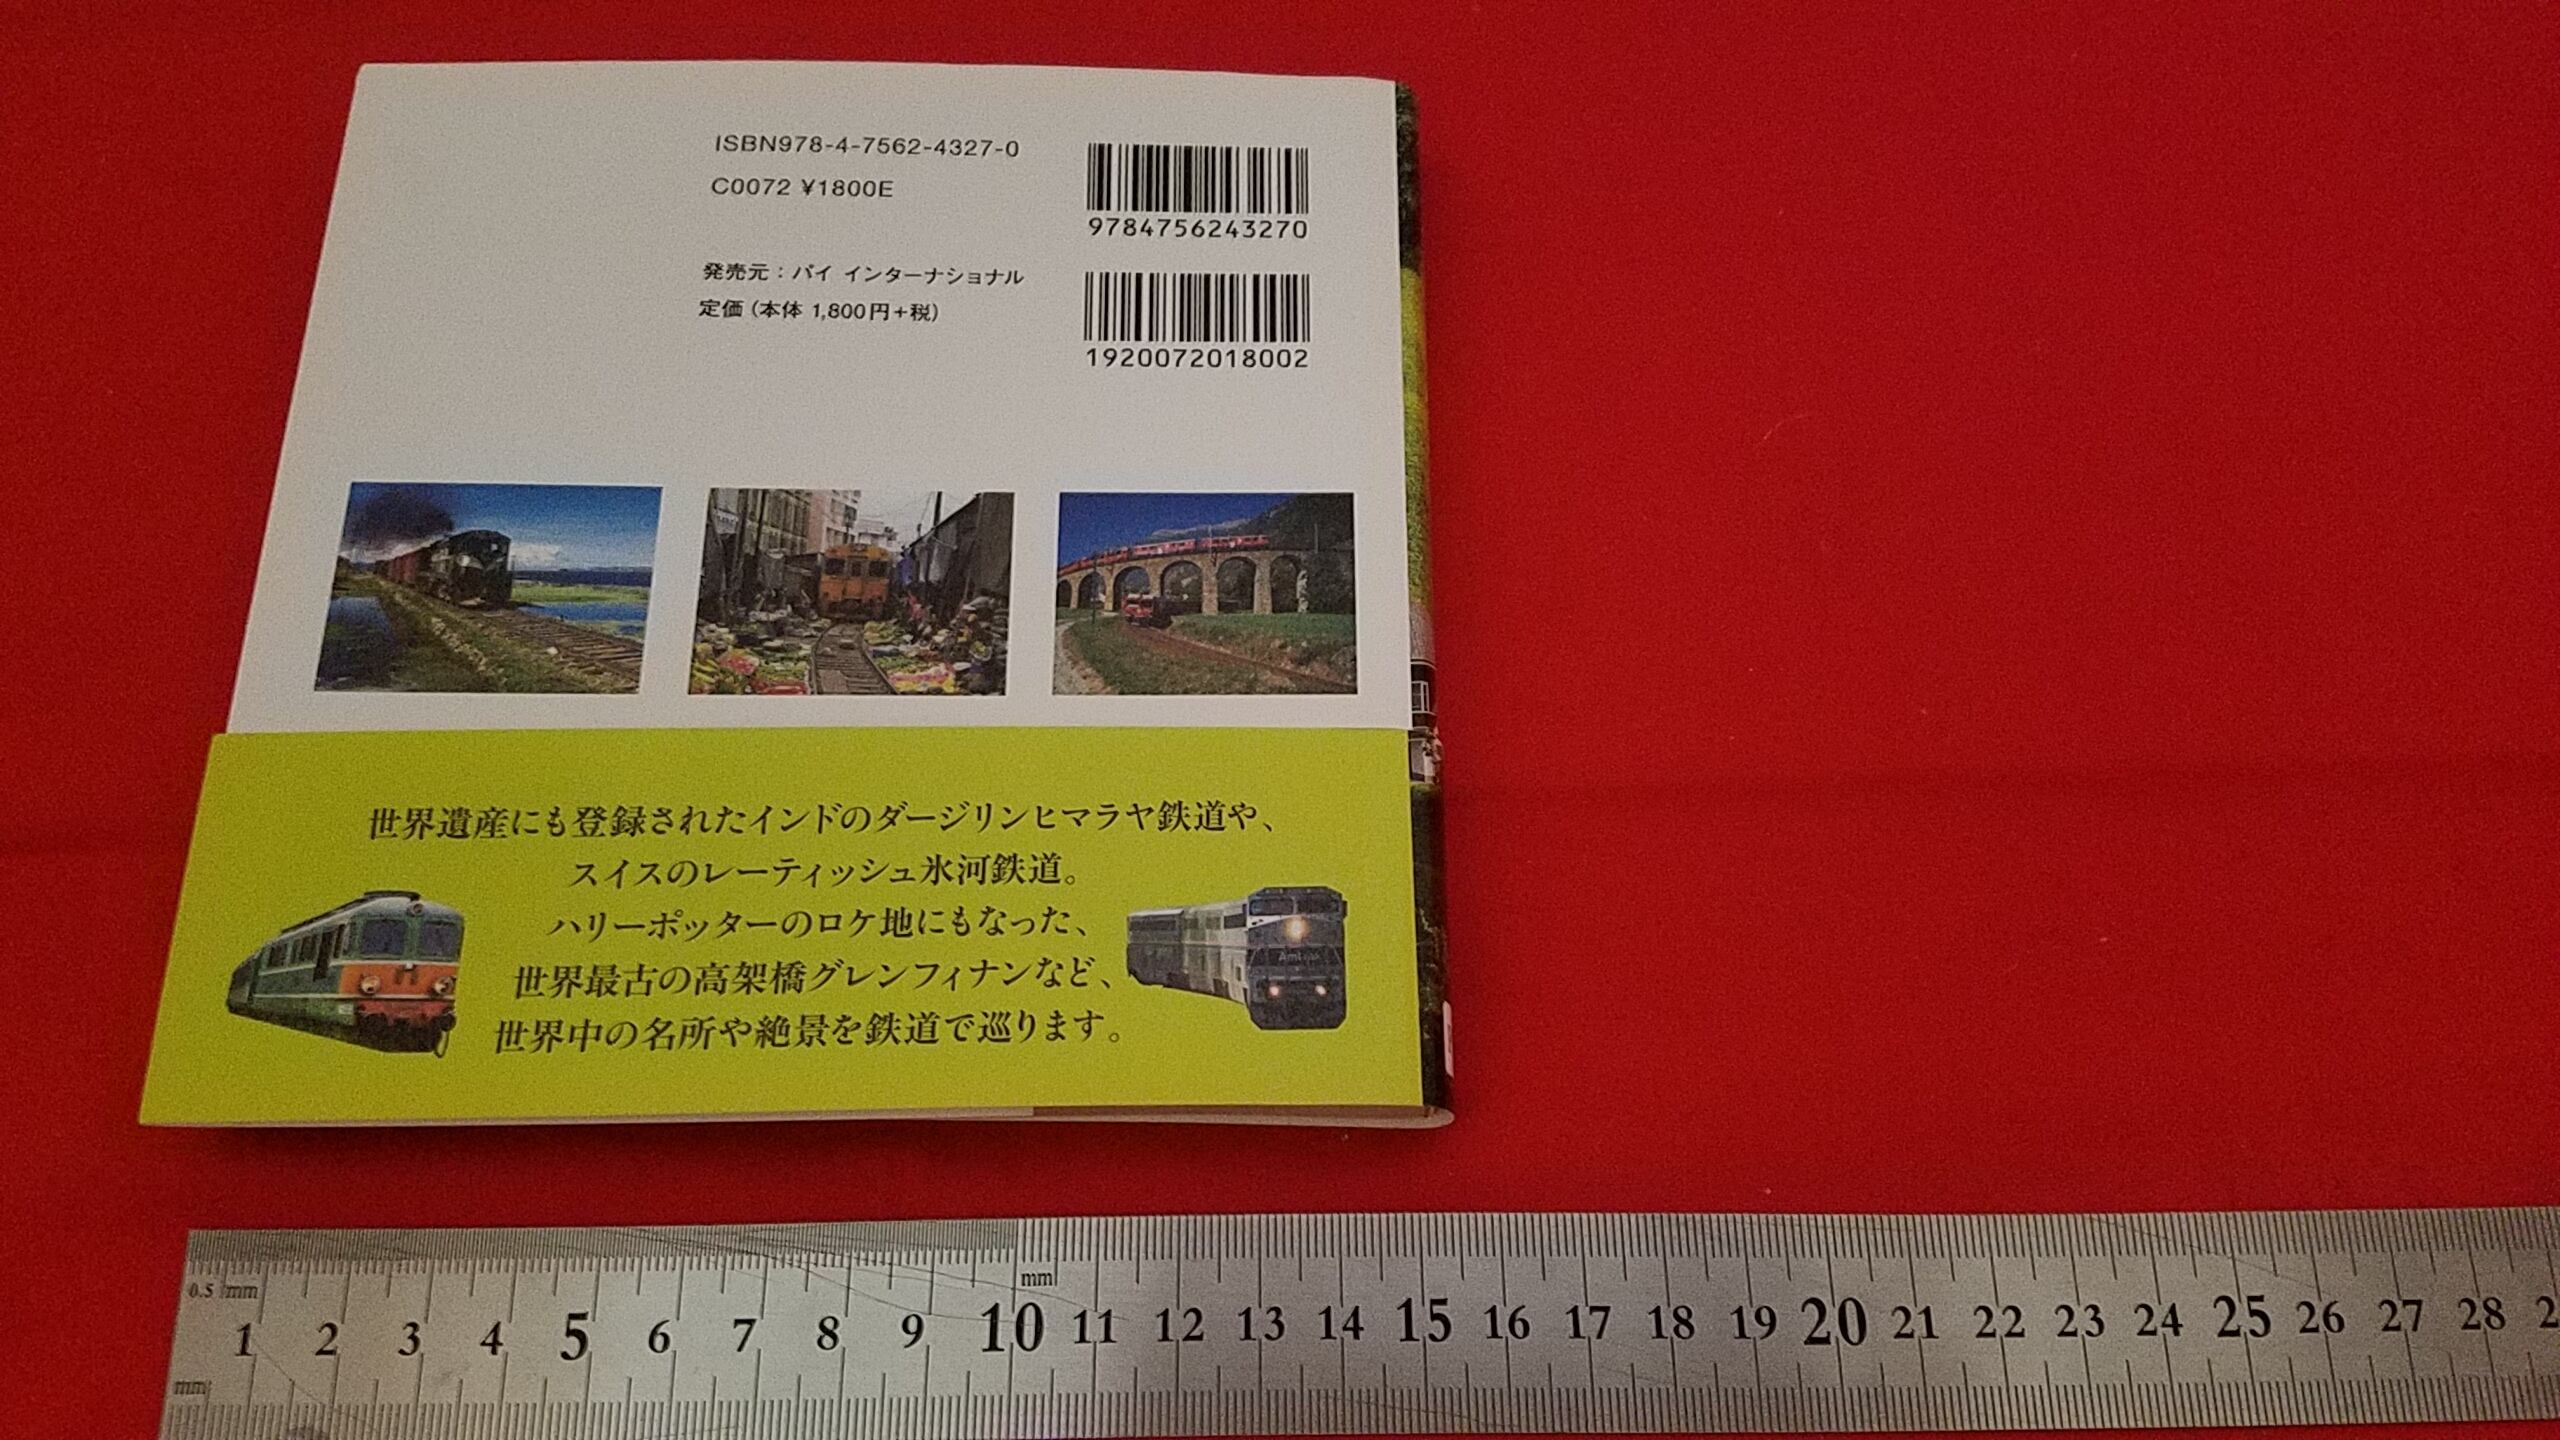 ISBN978-4-7562-4327-0
C0072 ¥1800E
発売元：パイ インターナショナル
定価（本体 1,800円＋税）
9784756243270
1920072018002
世界遺産にも登録されたインドのダージリンヒマラヤ鉄道や、
スイスのレーティッシュ氷河鉄道。
ハリーポッターのロケ地にもなった、
世界最古の高架橋グレンフィナンなど、
世界中の名所や絶景を鉄道で巡ります。
Amtrak
0.5 mm
mm
1 2 3 4 5 6 7 8 9 10 11 12 13 14 15 16 17 18 19 20 21 22 23 24 25 26 27 28 2
mm